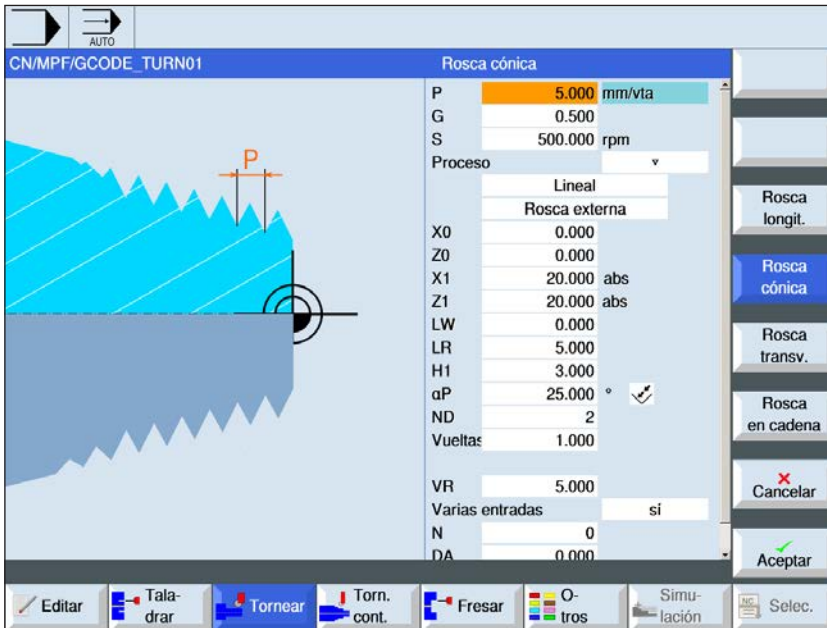 AUTO
CN/MPF/GCODE_TURN01
Rosca cónica
P 5.000 mm/vta
G 0.500
S 500.000 rpm
Proceso ▿
Lineal
Rosca externa
X0 0.000
Z0 0.000
X1 20.000 abs
Z1 20.000 abs
LW 0.000
LR 5.000
H1 3.000
αP 25.000 °
ND 2
Vueltas 1.000
VR 5.000
Varias entradas sí
N 0
DA 0.000
P
Rosca
longit.
Rosca
cónica
Rosca
transv.
Rosca
en cadena
Cancelar
Aceptar
Editar
Tala-
drar
Tornear
Torn.
cont.
Fresar
O-
tros
Simu-
lación
NC
Selec.